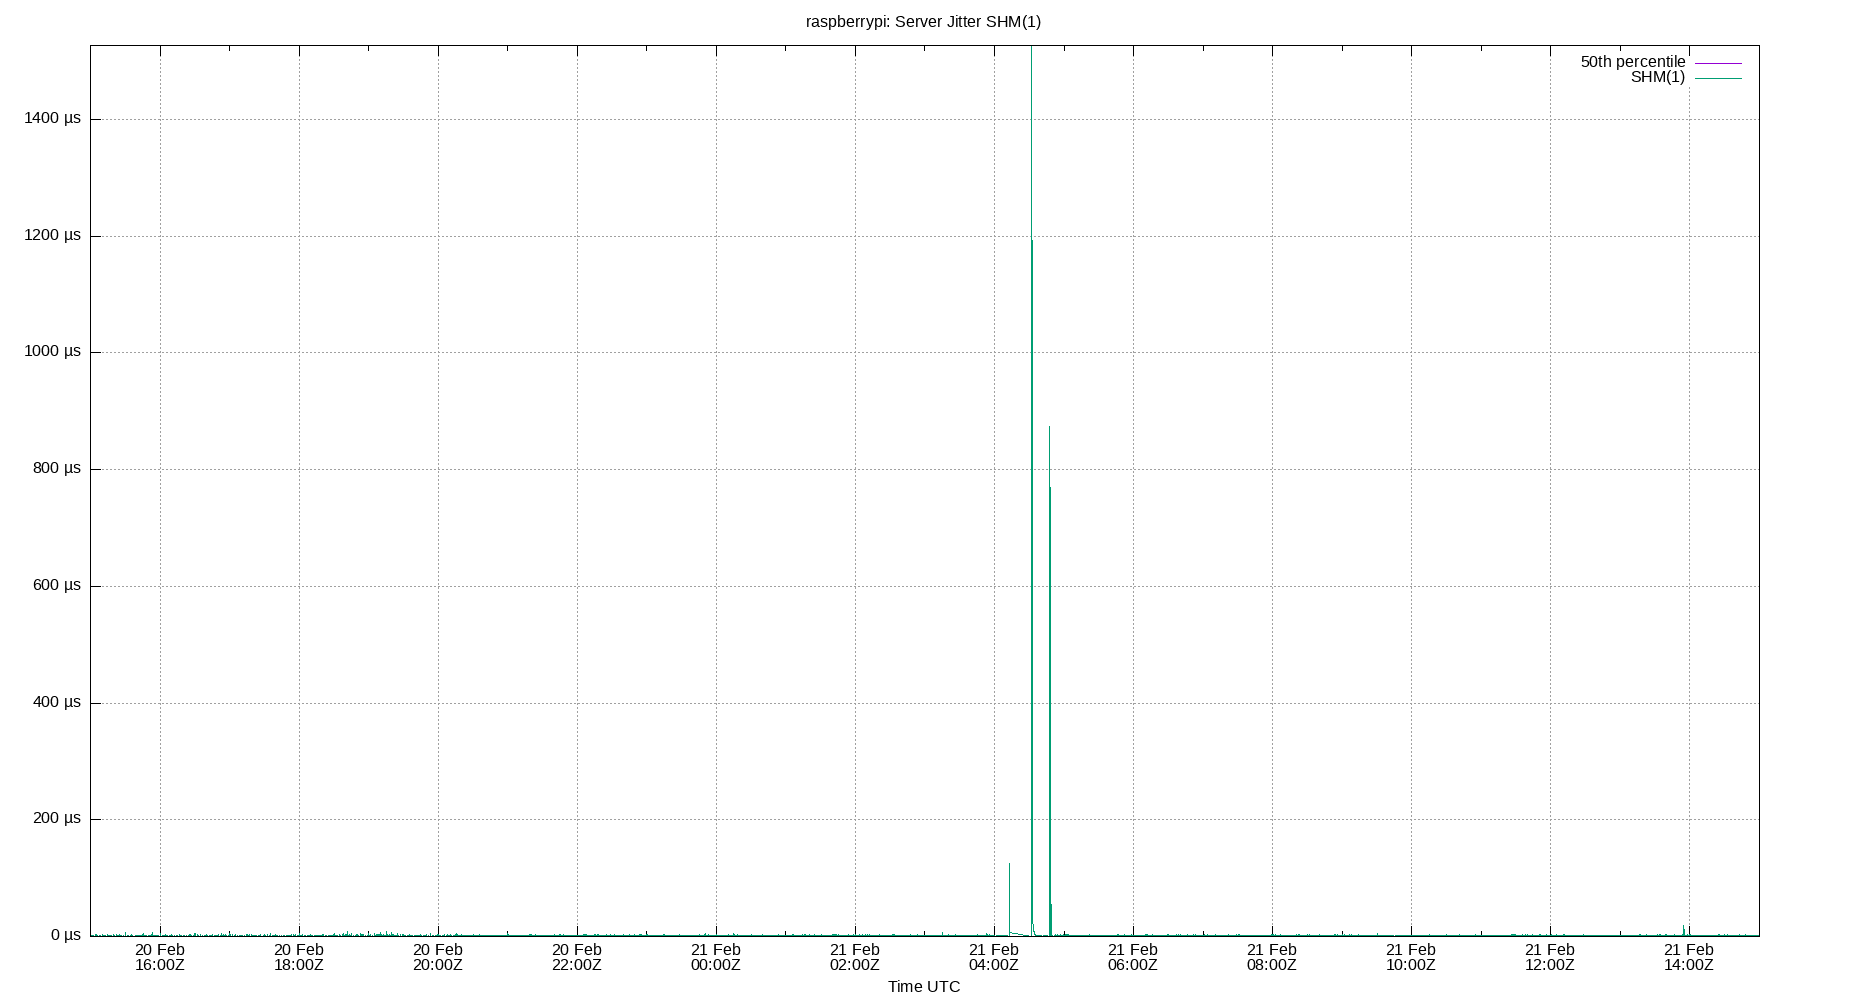 raspberrypi: Server Jitter SHM(1)
50th percentile
SHM(1)
1400 µs
1200 µs
1000 µs
800 µs
600 µs
400 µs
200 µs
0 µs
20 Feb 20 Feb 20 Feb 20 Feb 21 Feb 21 Feb 21 Feb 21 Feb 21 Feb 21 Feb 21 Feb 21 Feb
16:00Z 18:00Z 20:00Z 22:00Z 00:00Z 02:00Z 04:00Z 06:00Z 08:00Z 10:00Z 12:00Z 14:00Z
Time UTC